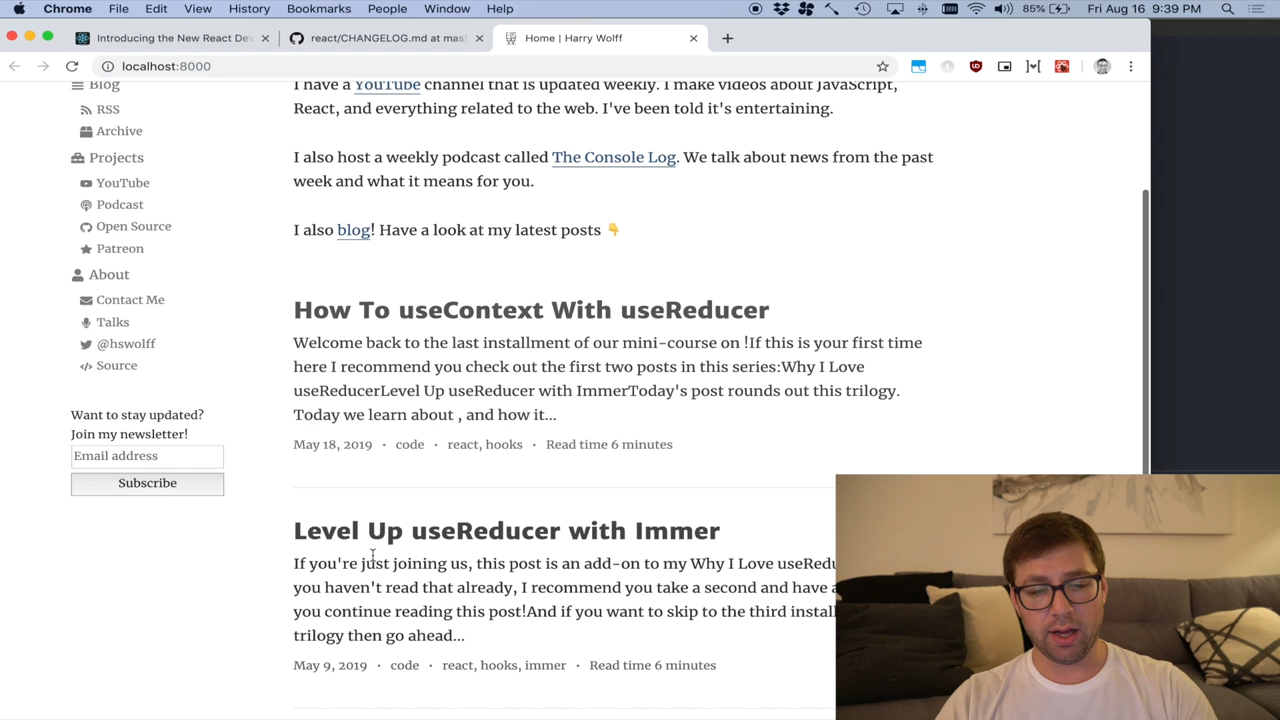 Chrome File Edit View History Bookmarks People Window Help 85% Fri Aug 16 9:39 PM
Introducing the New React Dev
react/CHANGELOG.md at mast
Home | Harry Wolff
localhost:8000
Blog
RSS
Archive
Projects
YouTube
Podcast
Open Source
Patreon
About
Contact Me
Talks
@hswolff
Source
Want to stay updated?
Join my newsletter!
Email address
Subscribe
I have a YouTube channel that is updated weekly. I make videos about JavaScript,
React, and everything related to the web. I've been told it's entertaining.
I also host a weekly podcast called The Console Log. We talk about news from the past
week and what it means for you.
I also blog! Have a look at my latest posts 👇
How To useContext With useReducer
Welcome back to the last installment of our mini-course on !If this is your first time
here I recommend you check out the first two posts in this series:Why I Love
useReducerLevel Up useReducer with ImmerToday's post rounds out this trilogy.
Today we learn about , and how it...
May 18, 2019 · code · react, hooks · Read time 6 minutes
Level Up useReducer with Immer
If you're just joining us, this post is an add-on to my Why I Love useRedu
you haven't read that already, I recommend you take a second and have a
you continue reading this post!And if you want to skip to the third install
trilogy then go ahead...
May 9, 2019 · code · react, hooks, immer · Read time 6 minutes